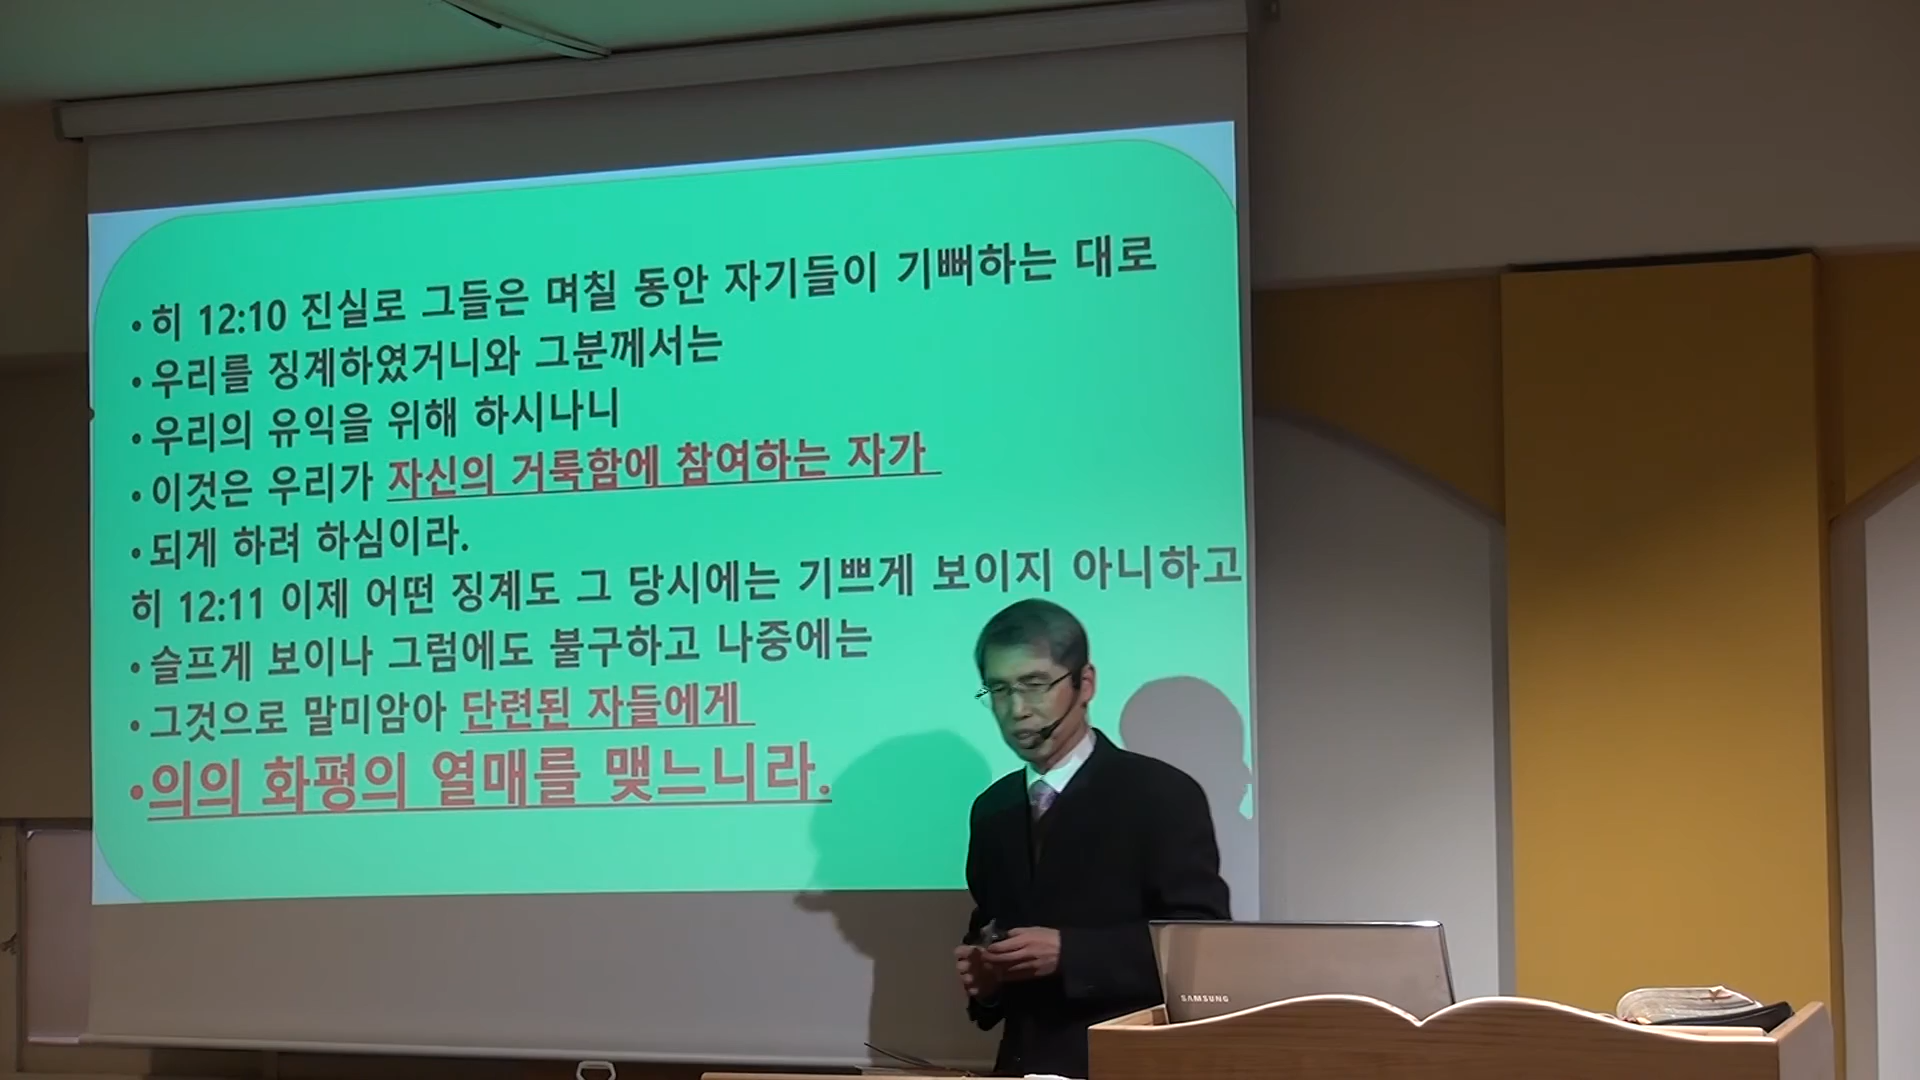 • 히 12:10 진실로 그들은 며칠 동안 자기들이 기뻐하는 대로
• 우리를 징계하였거니와 그분께서는
• 우리의 유익을 위해 하시나니
• 이것은 우리가 자신의 거룩함에 참여하는 자가
• 되게 하려 하심이라.
히 12:11 이제 어떤 징계도 그 당시에는 기쁘게 보이지 아니하고
• 슬프게 보이나 그럼에도 불구하고 나중에는
• 그것으로 말미암아 단련된 자들에게
• 의의 화평의 열매를 맺느니라.
SAMSUNG